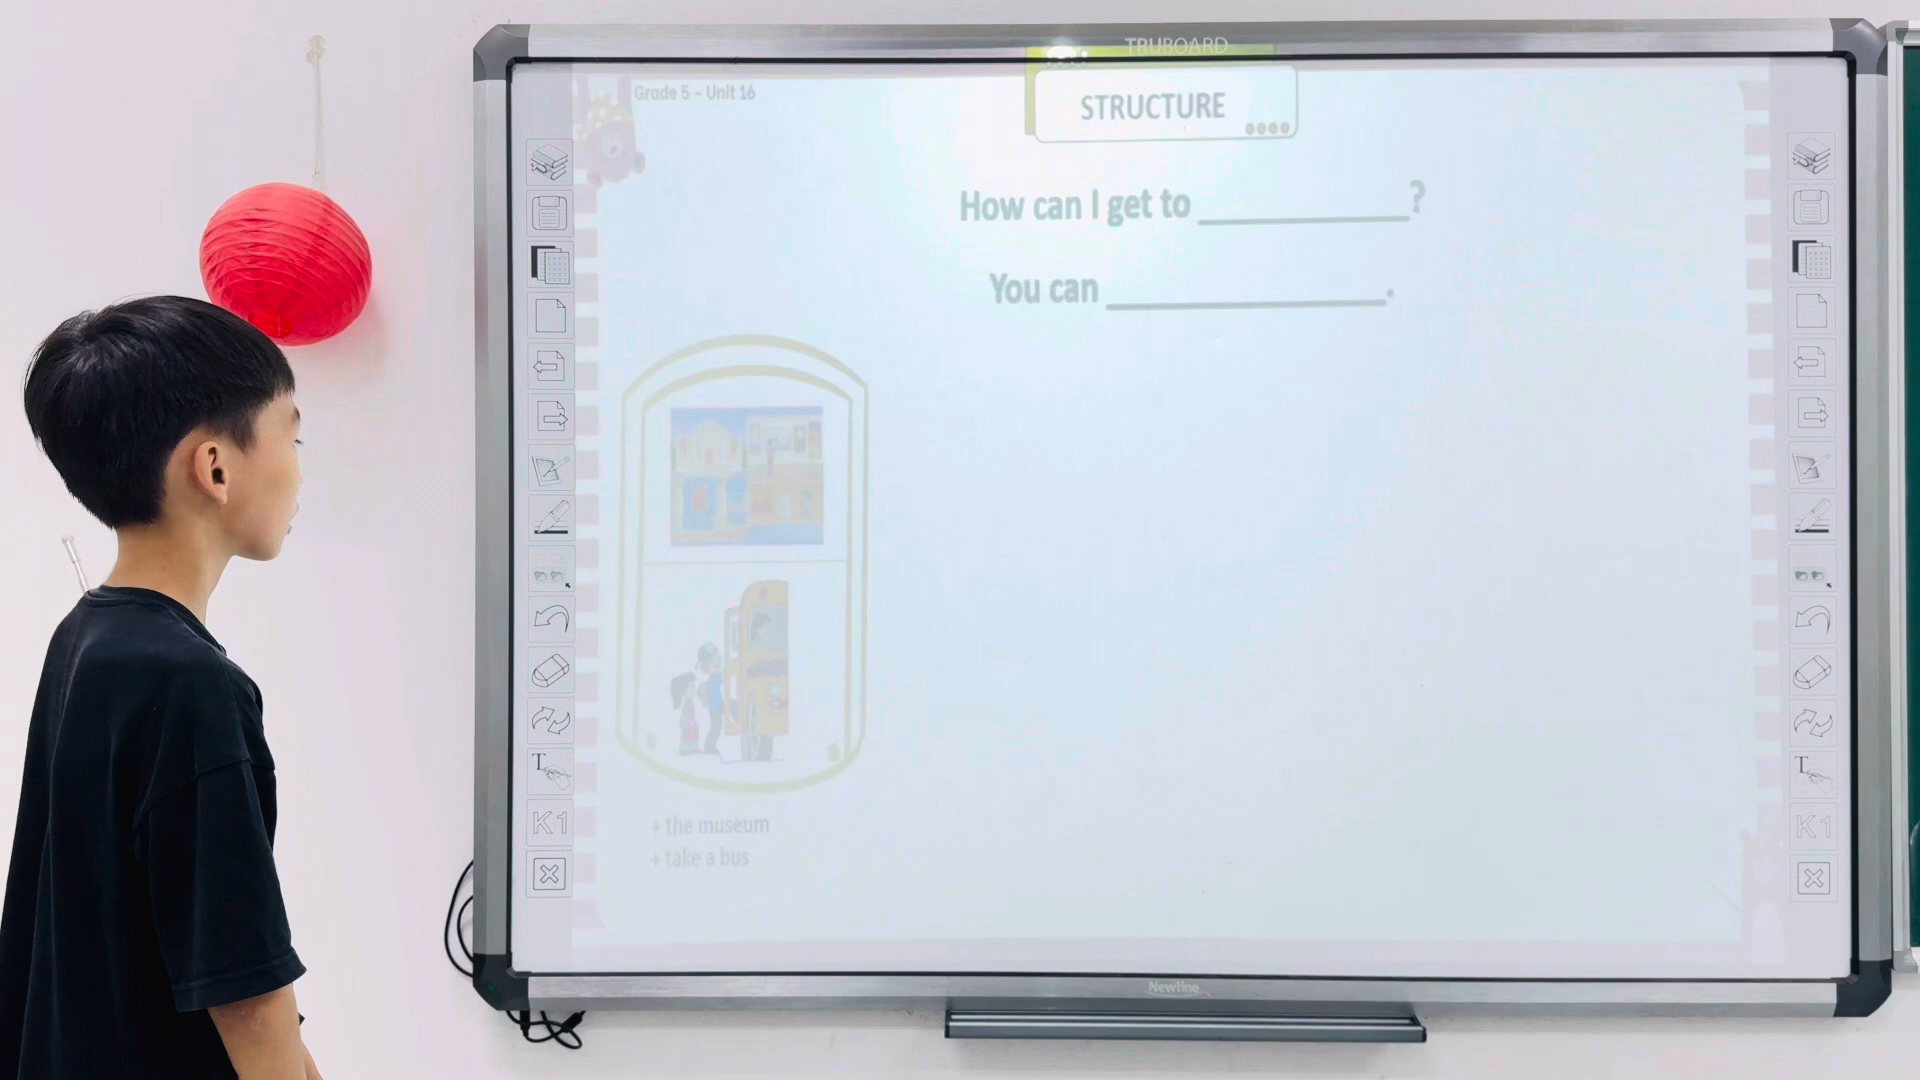 TRUBOARD
Grade 5 - Unit 16
STRUCTURE
How can I get to ____________?
You can ________________.
+ the museum
+ take a bus
T
K1
T
K1
Newline